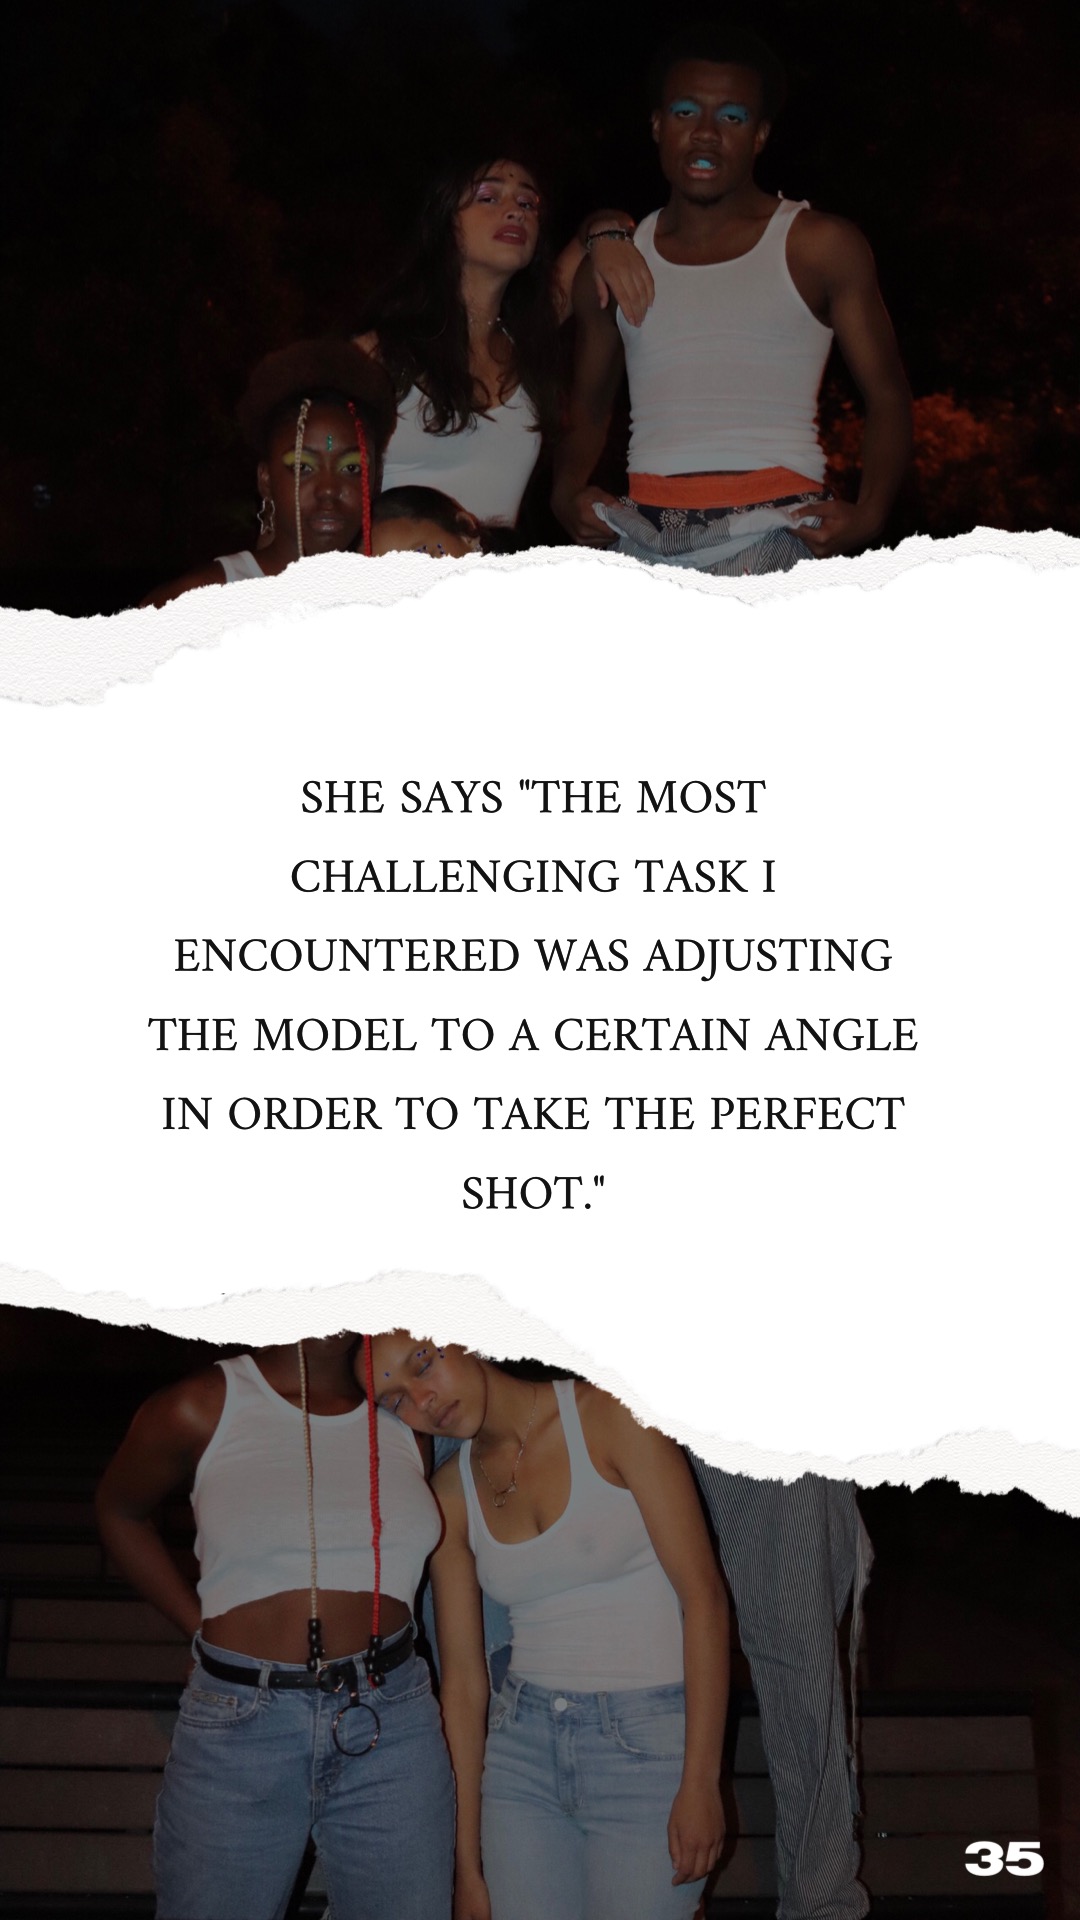 SHE SAYS "THE MOST
CHALLENGING TASK I
ENCOUNTERED WAS ADJUSTING
THE MODEL TO A CERTAIN ANGLE
IN ORDER TO TAKE THE PERFECT
SHOT."
35